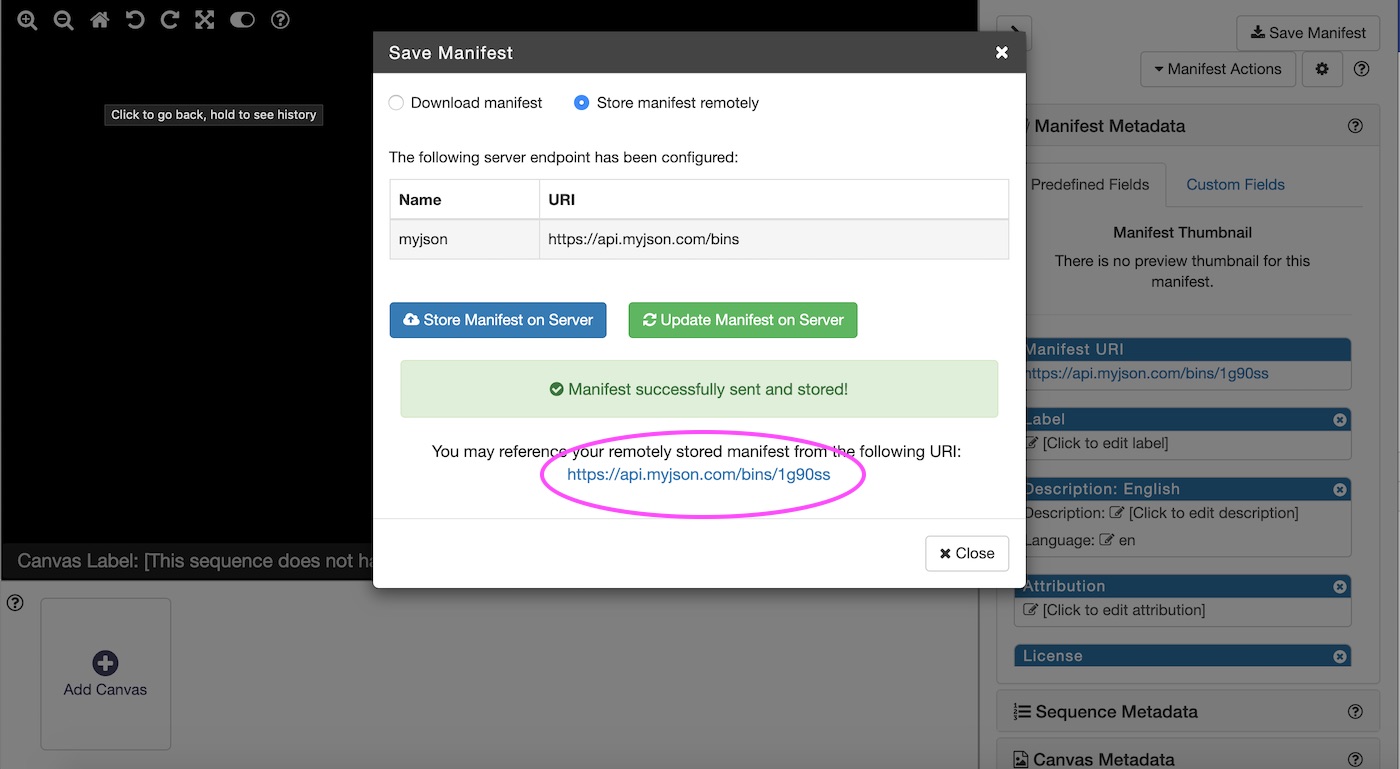 Save Manifest
Manifest Actions
Click to go back, hold to see history
Save Manifest
Download manifest
Store manifest remotely
The following server endpoint has been configured:
Name URI
myjson https://api.myjson.com/bins
Store Manifest on Server
Update Manifest on Server
Manifest successfully sent and stored!
You may reference your remotely stored manifest from the following URI:
https://api.myjson.com/bins/1g90ss
Close
Canvas Label: [This sequence does not ha
Add Canvas
Manifest Metadata
Predefined Fields
Custom Fields
Manifest Thumbnail
There is no preview thumbnail for this
manifest.
Manifest URI
https://api.myjson.com/bins/1g90ss
Label
[Click to edit label]
Description: English
Description: [Click to edit description]
Language: en
Attribution
[Click to edit attribution]
License
Sequence Metadata
Canvas Metadata